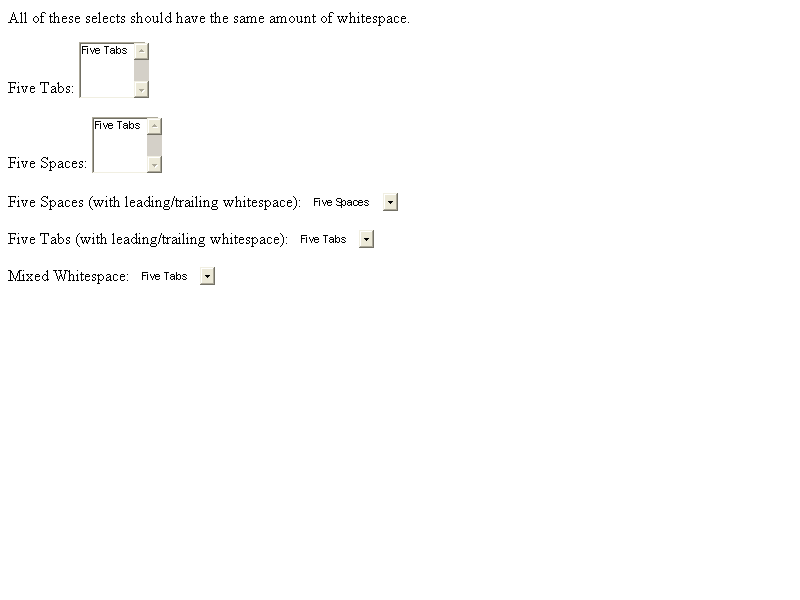 All of these selects should have the same amount of whitespace.
Five Tabs
Five Tabs:
Five Tabs
Five Spaces:
Five Spaces (with leading/trailing whitespace): Five Spaces
Five Tabs (with leading/trailing whitespace): Five Tabs
Mixed Whitespace: Five Tabs